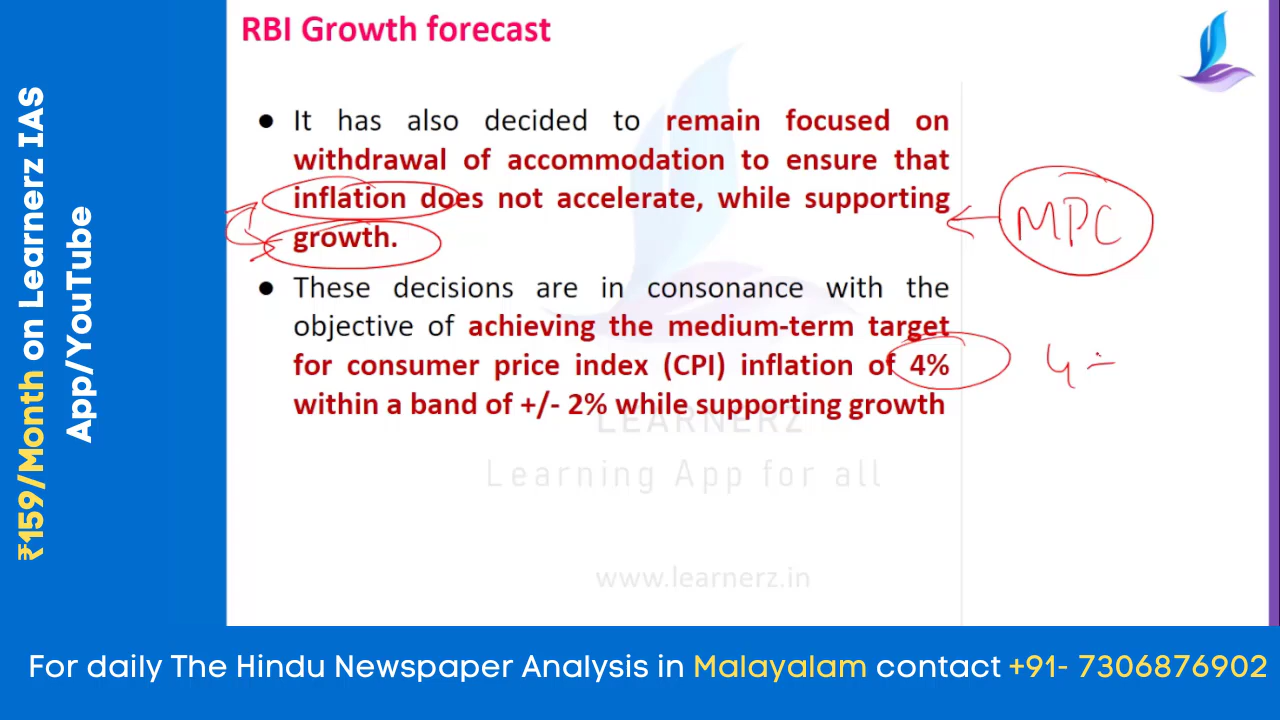 RBI Growth forecast
● It has also decided to remain focused on
withdrawal of accommodation to ensure that
inflation does not accelerate, while supporting
growth.
MPC
● These decisions are in consonance with the
objective of achieving the medium-term target
for consumer price index (CPI) inflation of 4%
within a band of +/- 2% while supporting growth
4
LEARNERZ
Learning App for all
www.learnerz.in
₹159/Month on Learnerz IAS
App/YouTube
For daily The Hindu Newspaper Analysis in Malayalam contact +91- 7306876902